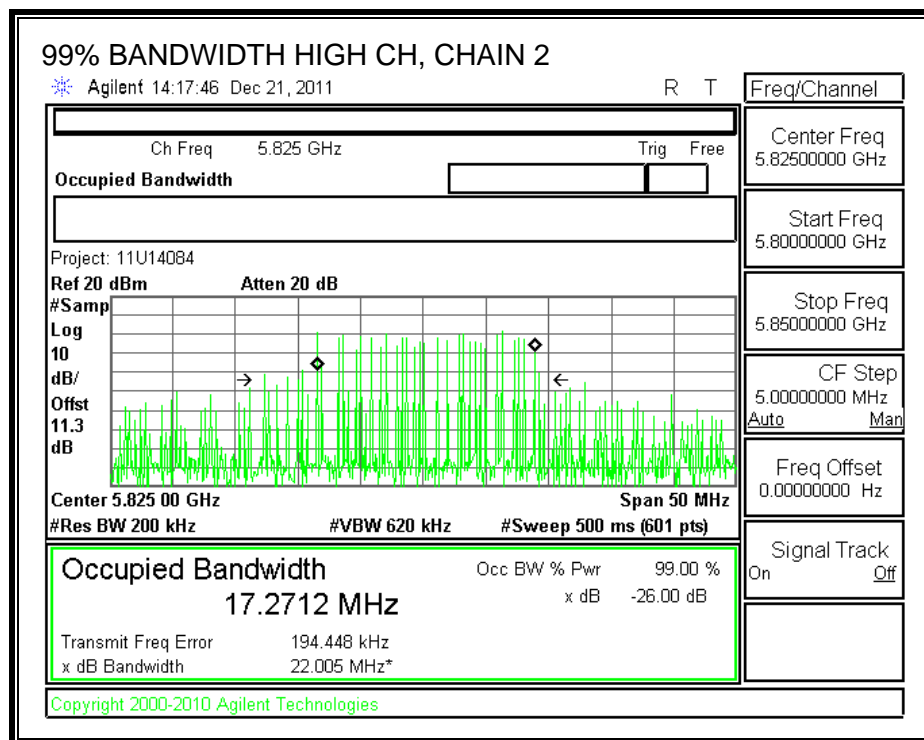 99% BANDWIDTH HIGH CH, CHAIN 2
Agilent 14:17:46 Dec 21, 2011 R T
Ch Freq 5.825 GHz Trig Free
Occupied Bandwidth
Project: 11U14084
Ref 20 dBm Atten 20 dB
#Samp
Log
10
dB/
Offst
11.3
dB
Center 5.825 00 GHz Span 50 MHz
#Res BW 200 kHz #VBW 620 kHz #Sweep 500 ms (601 pts)
Occupied Bandwidth Occ BW % Pwr 99.00 %
17.2712 MHz x dB -26.00 dB
Transmit Freq Error 194.448 kHz
x dB Bandwidth 22.005 MHz*
Copyright 2000-2010 Agilent Technologies
Freq/Channel
Center Freq
5.82500000 GHz
Start Freq
5.80000000 GHz
Stop Freq
5.85000000 GHz
CF Step
5.00000000 MHz
Auto Man
Freq Offset
0.00000000 Hz
Signal Track
On Off